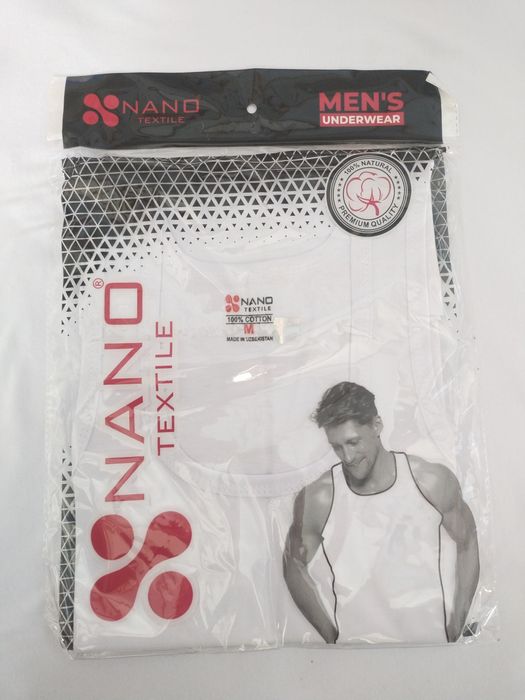 NANO
TEXTILE
MEN'S
UNDERWEAR
100% NATURAL
PREMIUM QUALITY
NANO
TEXTILE
100% COTTON
M
MADE IN UZBEKISTAN
NANO®
TEXTILE